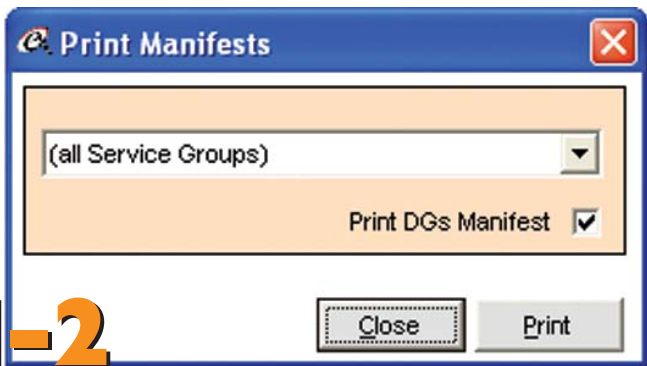 Print Manifests
(all Service Groups)
Print DGs Manifest
Close
Print
-2